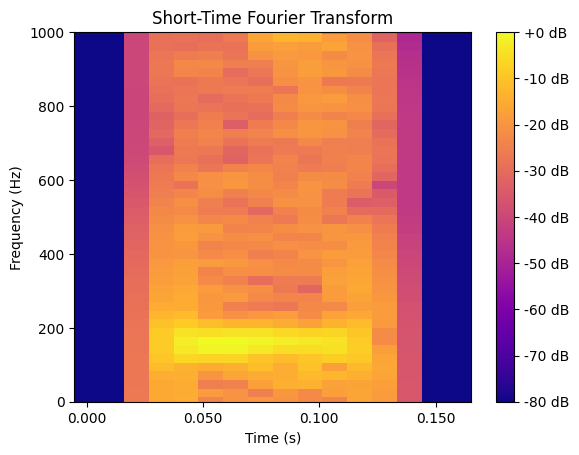 Short-Time Fourier Transform
1000
800
600
400
200
0
Frequency (Hz)
0.000
0.050
0.100
0.150
Time (s)
+0 dB
-10 dB
-20 dB
-30 dB
-40 dB
-50 dB
-60 dB
-70 dB
-80 dB